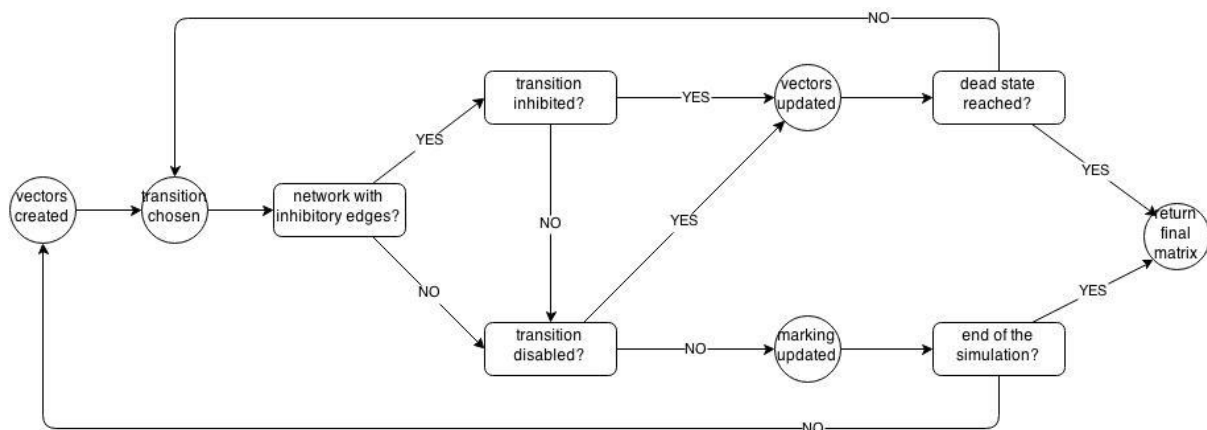 NO
transition
inhibited?
YES
vectors
updated
dead state
reached?
YES
YES
vectors
created
transition
chosen
network with
inhibitory edges?
NO
YES
return
final
matrix
NO
YES
transition
disabled?
NO
marking
updated
end of the
simulation?
NO